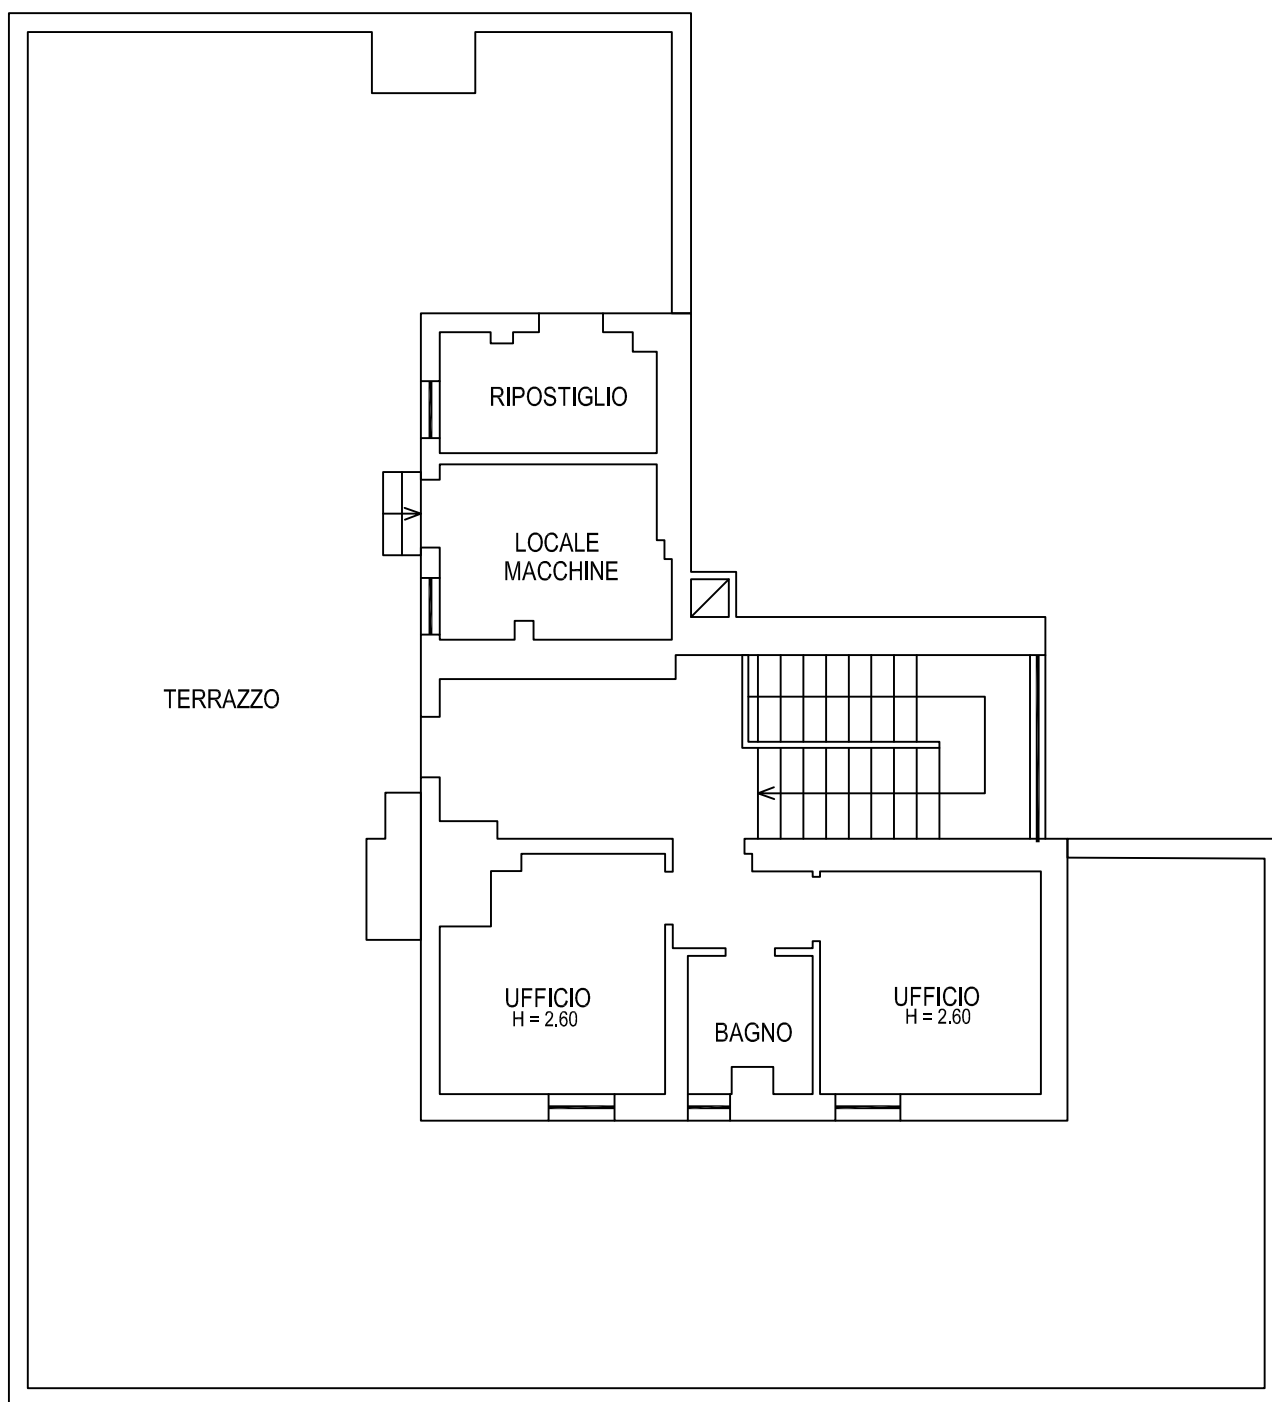 RIPOSTIGLIO
LOCALE
MACCHINE
TERRAZZO
UFFICIO
H = 2.60
BAGNO
UFFICIO
H = 2.60